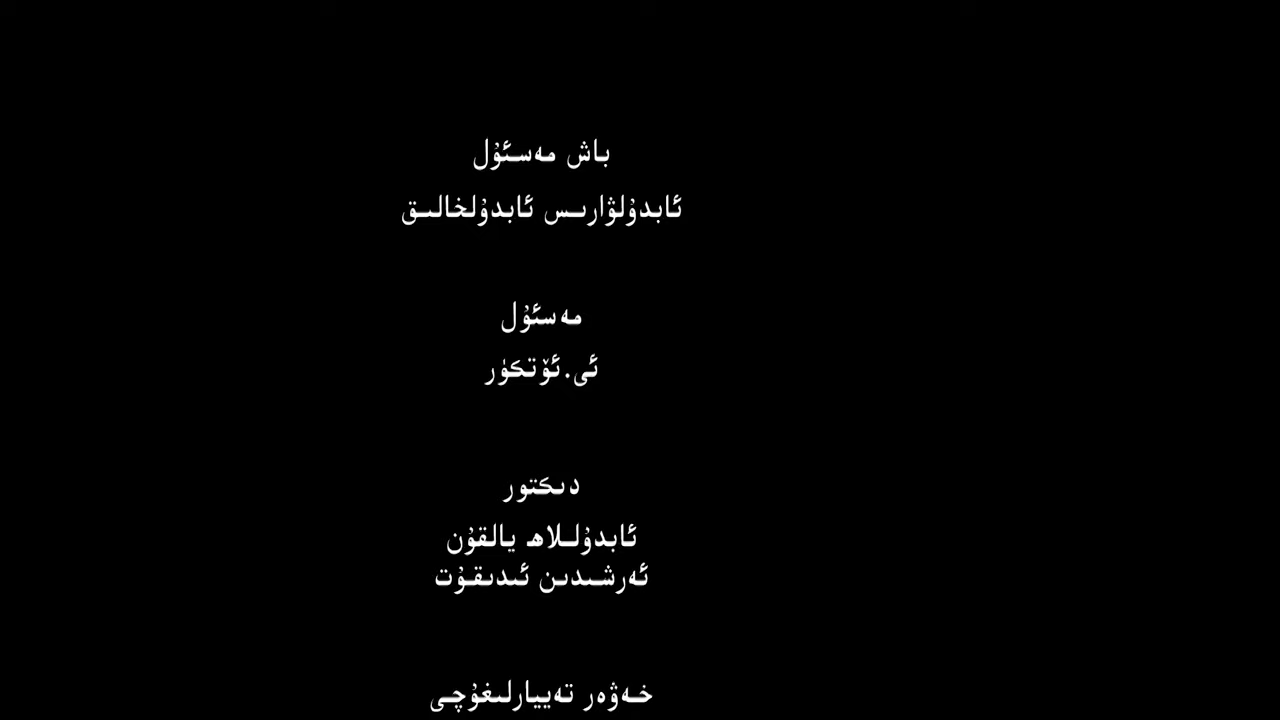 باش مەسئۇل
ئابدۇلۋارىس ئابدۇلخالىق
مەسئۇل
ئى.ئۆتكۈر
دىكتور
ئابدۇللاھ يالقۇن
ئەرشىدىن ئىدىقۇت
خەۋەر تەييارلىغۇچى